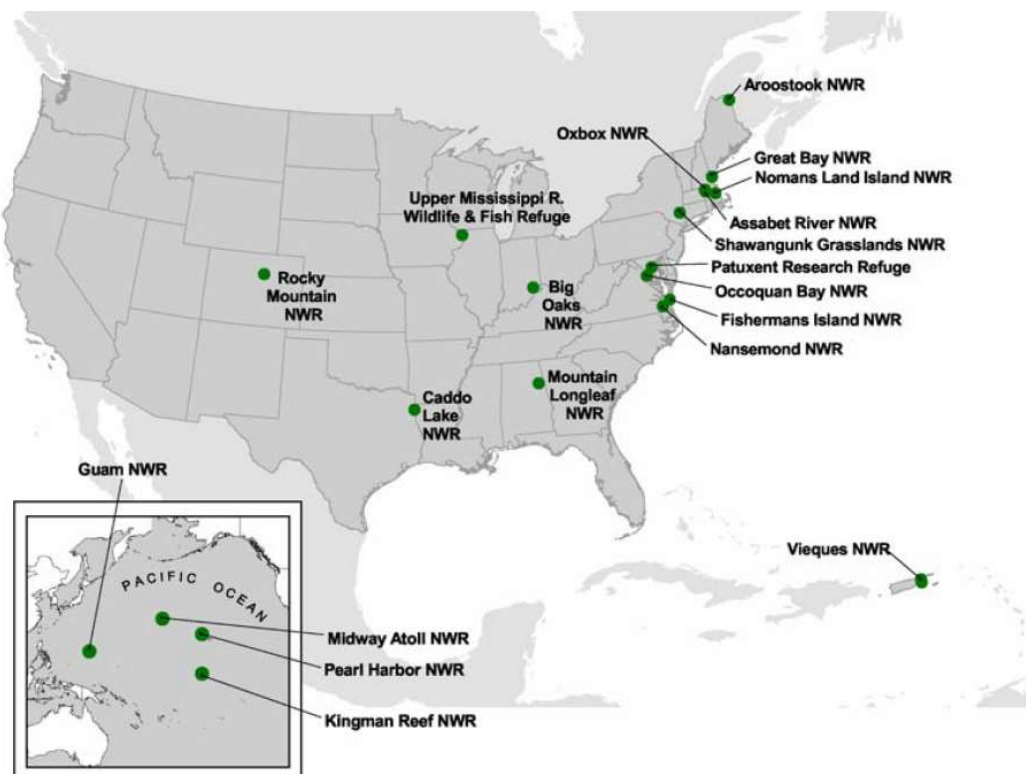 Aroostook NWR
Oxbox NWR
Great Bay NWR
Nomans Land Island NWR
Upper Mississippi R.
Wildlife & Fish Refuge
Assabet River NWR
Shawangunk Grasslands NWR
Patuxent Research Refuge
Rocky
Mountain
NWR
Big
Oaks
NWR
Occoquan Bay NWR
Fishermans Island NWR
Nansemond NWR
Mountain
Longleaf
NWR
Caddo
Lake
NWR
Guam NWR
Vieques NWR
PACIFIC OCEAN
Midway Atoll NWR
Pearl Harbor NWR
Kingman Reef NWR